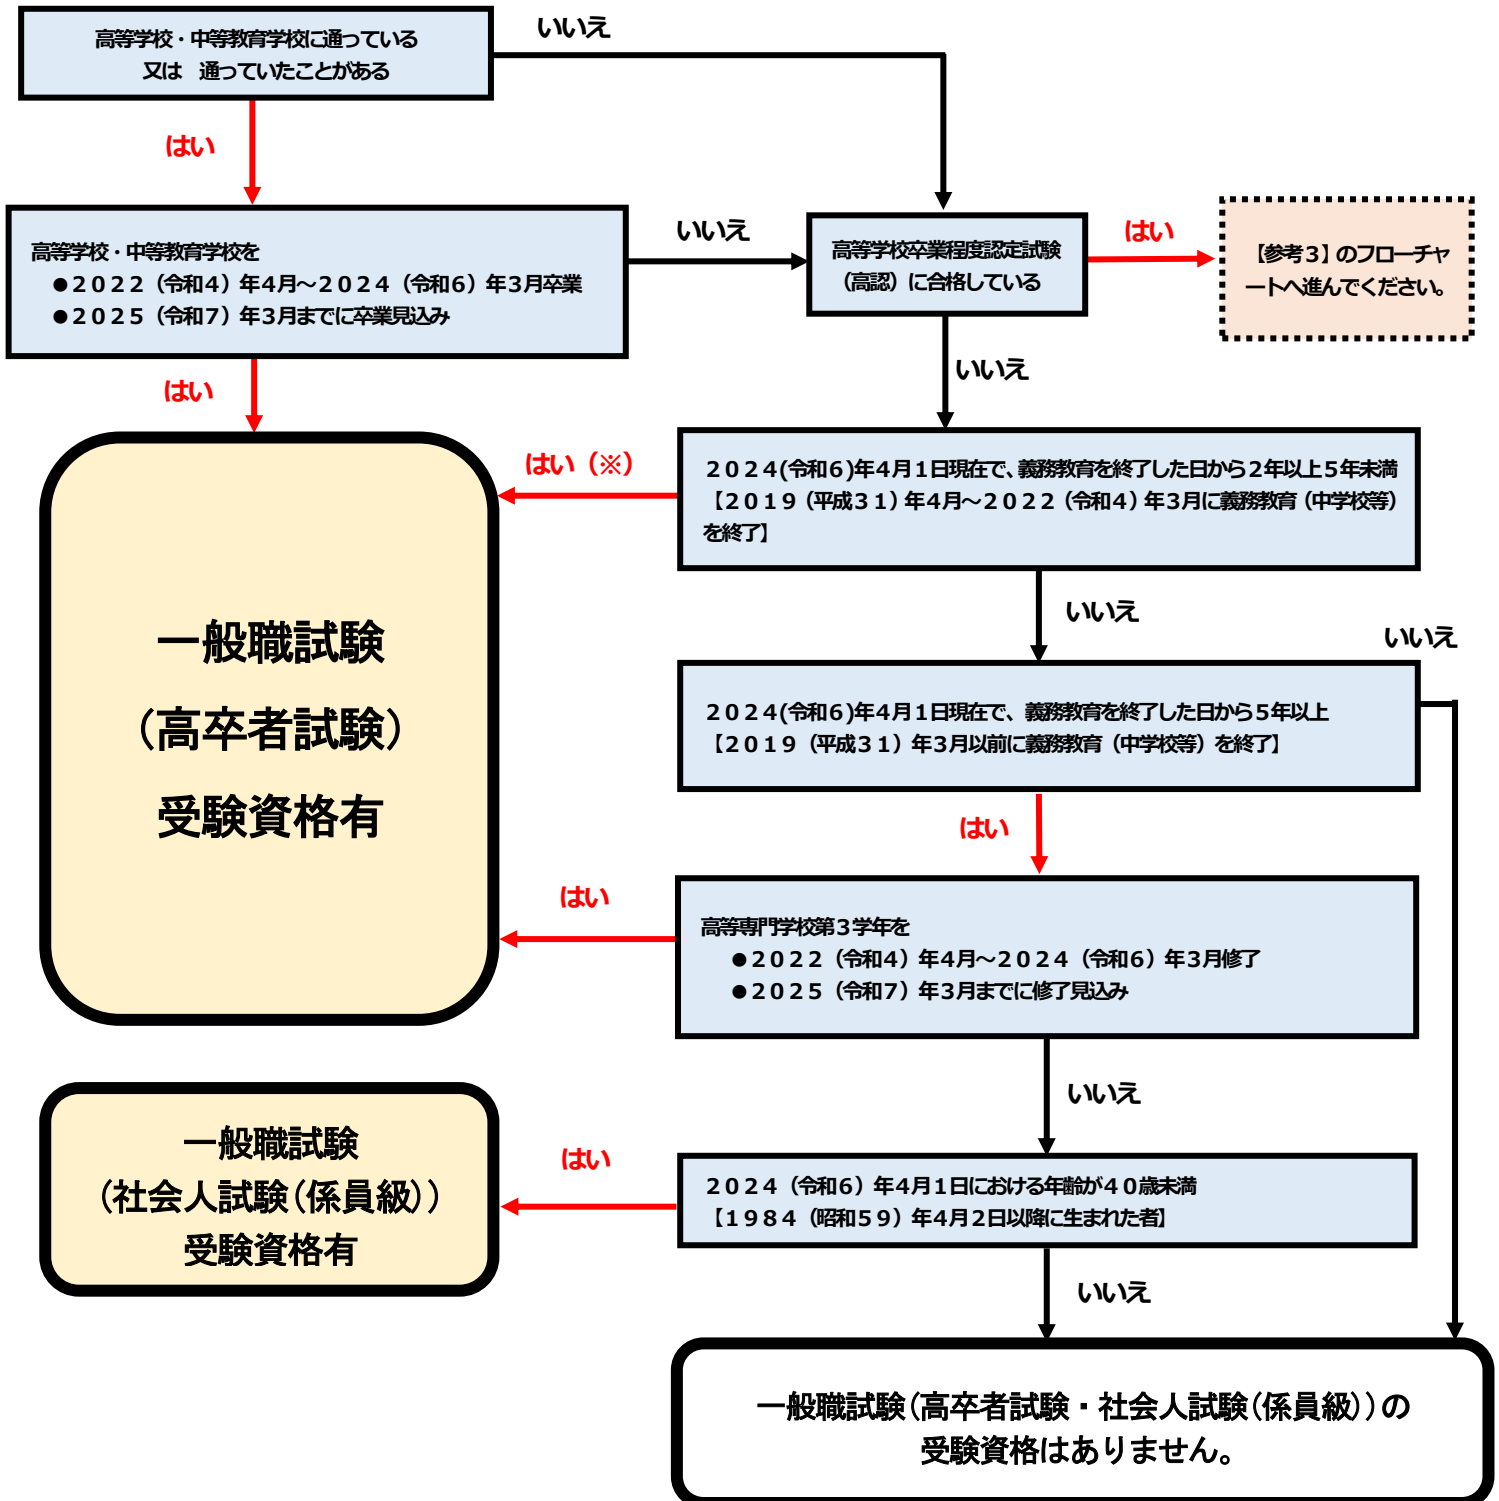 高等学校・中等教育学校に通っている
又は　通っていたことがある
いいえ
はい
高等学校・中等教育学校を
●２０２２（令和４）年４月～２０２４（令和６）年３月卒業
●２０２５（令和７）年３月までに卒業見込み
いいえ
高等学校卒業程度認定試験
（高認）に合格している
はい
【参考３】のフローチャ
ートへ進んでください。
はい
いいえ
２０２４(令和６)年４月１日現在で、義務教育を終了した日から２年以上５年未満
【２０１９（平成３１）年４月～２０２２（令和４）年３月に義務教育（中学校等）
を終了】
はい（※）
一般職試験
（高卒者試験）
受験資格有
いいえ
いいえ
２０２４(令和６)年４月１日現在で、義務教育を終了した日から５年以上
【２０１９（平成３１）年３月以前に義務教育（中学校等）を終了】
はい
はい
高等専門学校第３学年を
●２０２２（令和４）年４月～２０２４（令和６）年３月修了
●２０２５（令和７）年３月までに修了見込み
いいえ
一般職試験
（社会人試験（係員級））
受験資格有
はい
２０２４（令和６）年４月１日における年齢が４０歳未満
【１９８４（昭和５９）年４月２日以降に生まれた者】
いいえ
一般職試験（高卒者試験・社会人試験（係員級））の
受験資格はありません。